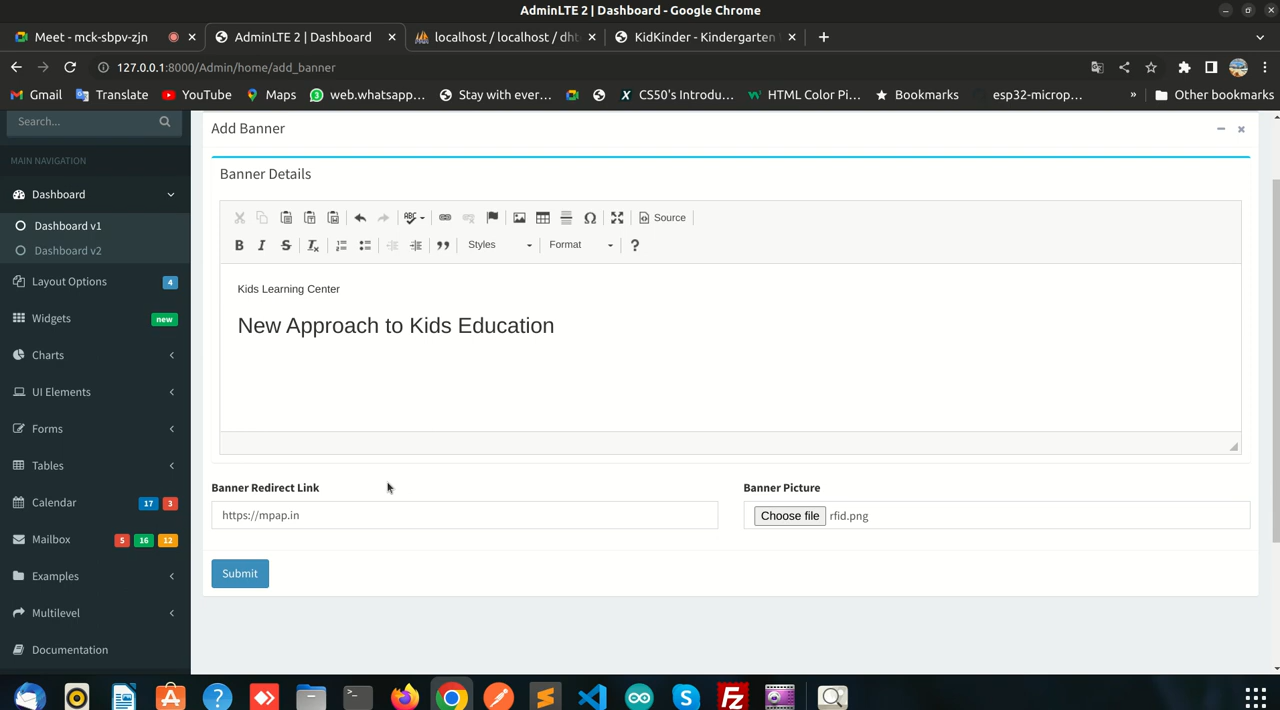 AdminLTE 2 | Dashboard - Google Chrome
Meet - mck-sbpv-zjn
AdminLTE 2 | Dashboard
localhost / localhost / dht
KidKinder - Kindergarten
127.0.0.1:8000/Admin/home/add_banner
Gmail Translate YouTube Maps web.whatsapp... Stay with ever... CS50's Introdu... HTML Color Pi... Bookmarks esp32-microp... » Other bookmarks
Search...
MAIN NAVIGATION
Dashboard
Dashboard v1
Dashboard v2
Layout Options 4
Widgets new
Charts
UI Elements
Forms
Tables
Calendar 17 3
Mailbox 5 16 12
Examples
Multilevel
Documentation
Add Banner
Banner Details
ABC Source
B I S Ix Styles Format ?
Kids Learning Center
New Approach to Kids Education
Banner Redirect Link
https://mpap.in
Banner Picture
Choose file rfid.png
Submit